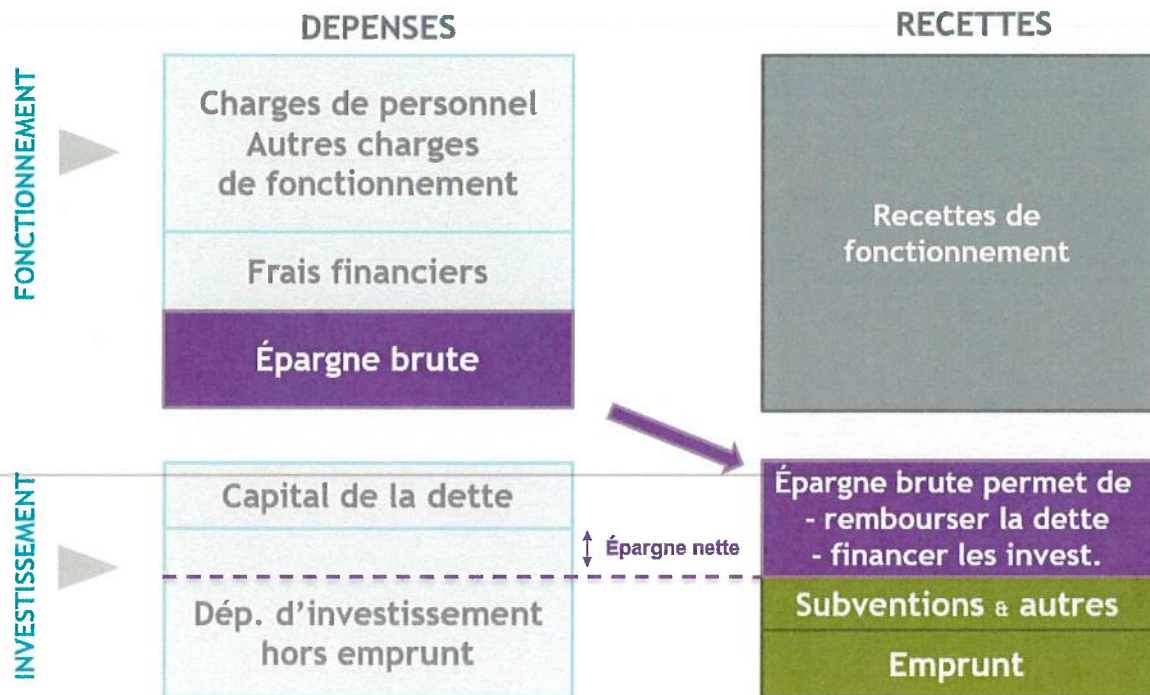 DEPENSES
RECETTES
FONCTIONNEMENT
Charges de personnel
Autres charges
de fonctionnement
Frais financiers
Épargne brute
Recettes de
fonctionnement
INVESTISSEMENT
Capital de la dette
Épargne nette
Dép. d'investissement
hors emprunt
Épargne brute permet de
- rembourser la dette
- financer les invest.
Subventions & autres
Emprunt